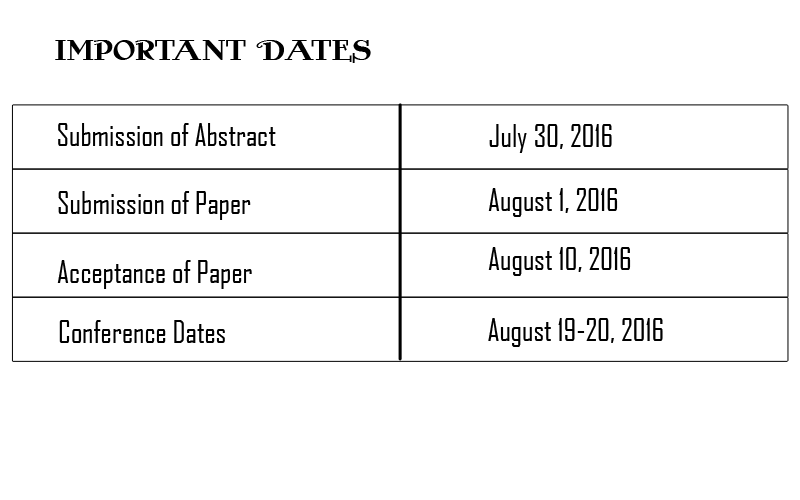 IMPORTANT DATES
Submission of Abstract July 30, 2016
Submission of Paper August 1, 2016
Acceptance of Paper August 10, 2016
Conference Dates August 19-20, 2016